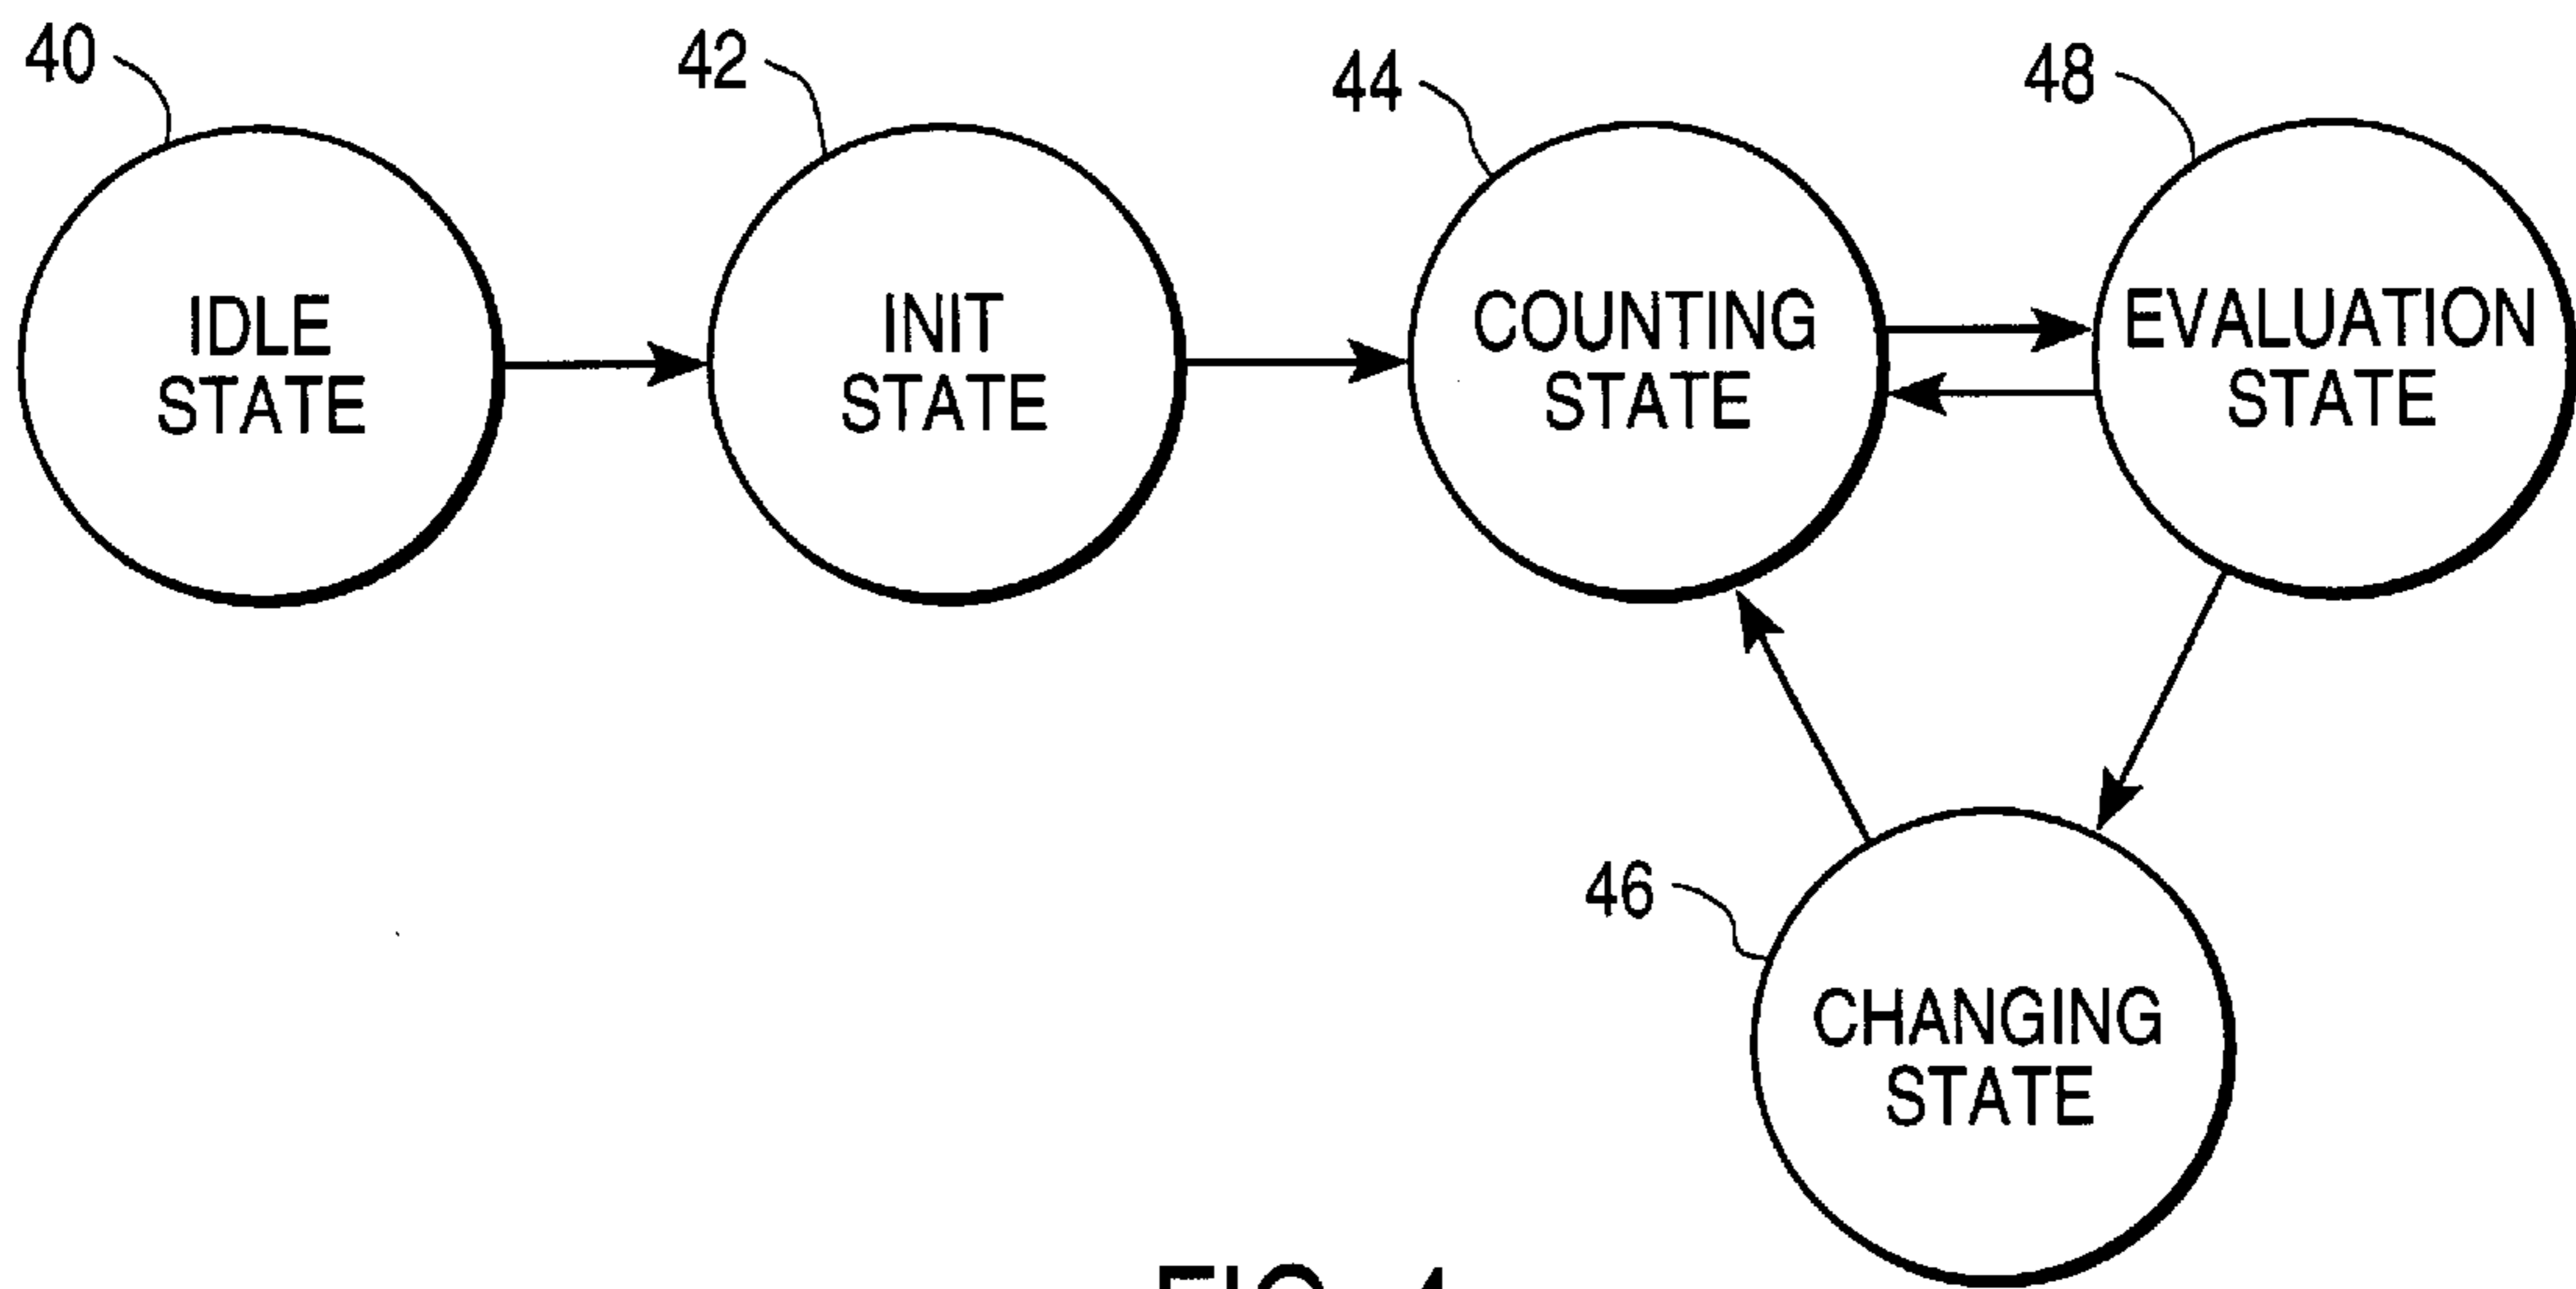 40
42
44
48
IDLE
STATE
INIT
STATE
COUNTING
STATE
EVALUATION
STATE
46
CHANGING
STATE